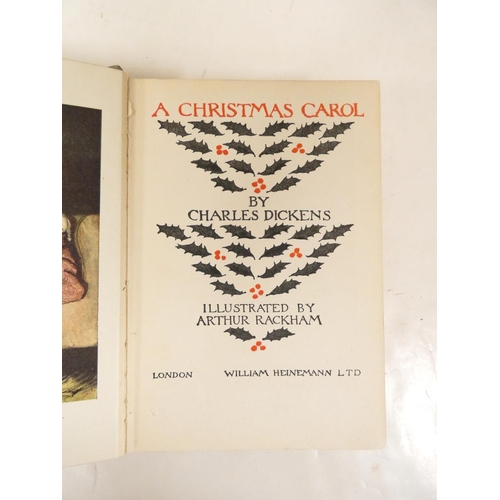 A CHRISTMAS CAROL
BY
CHARLES DICKENS
ILLUSTRATED BY
ARTHUR RACKHAM
LONDON WILLIAM HEINEMANN LTD